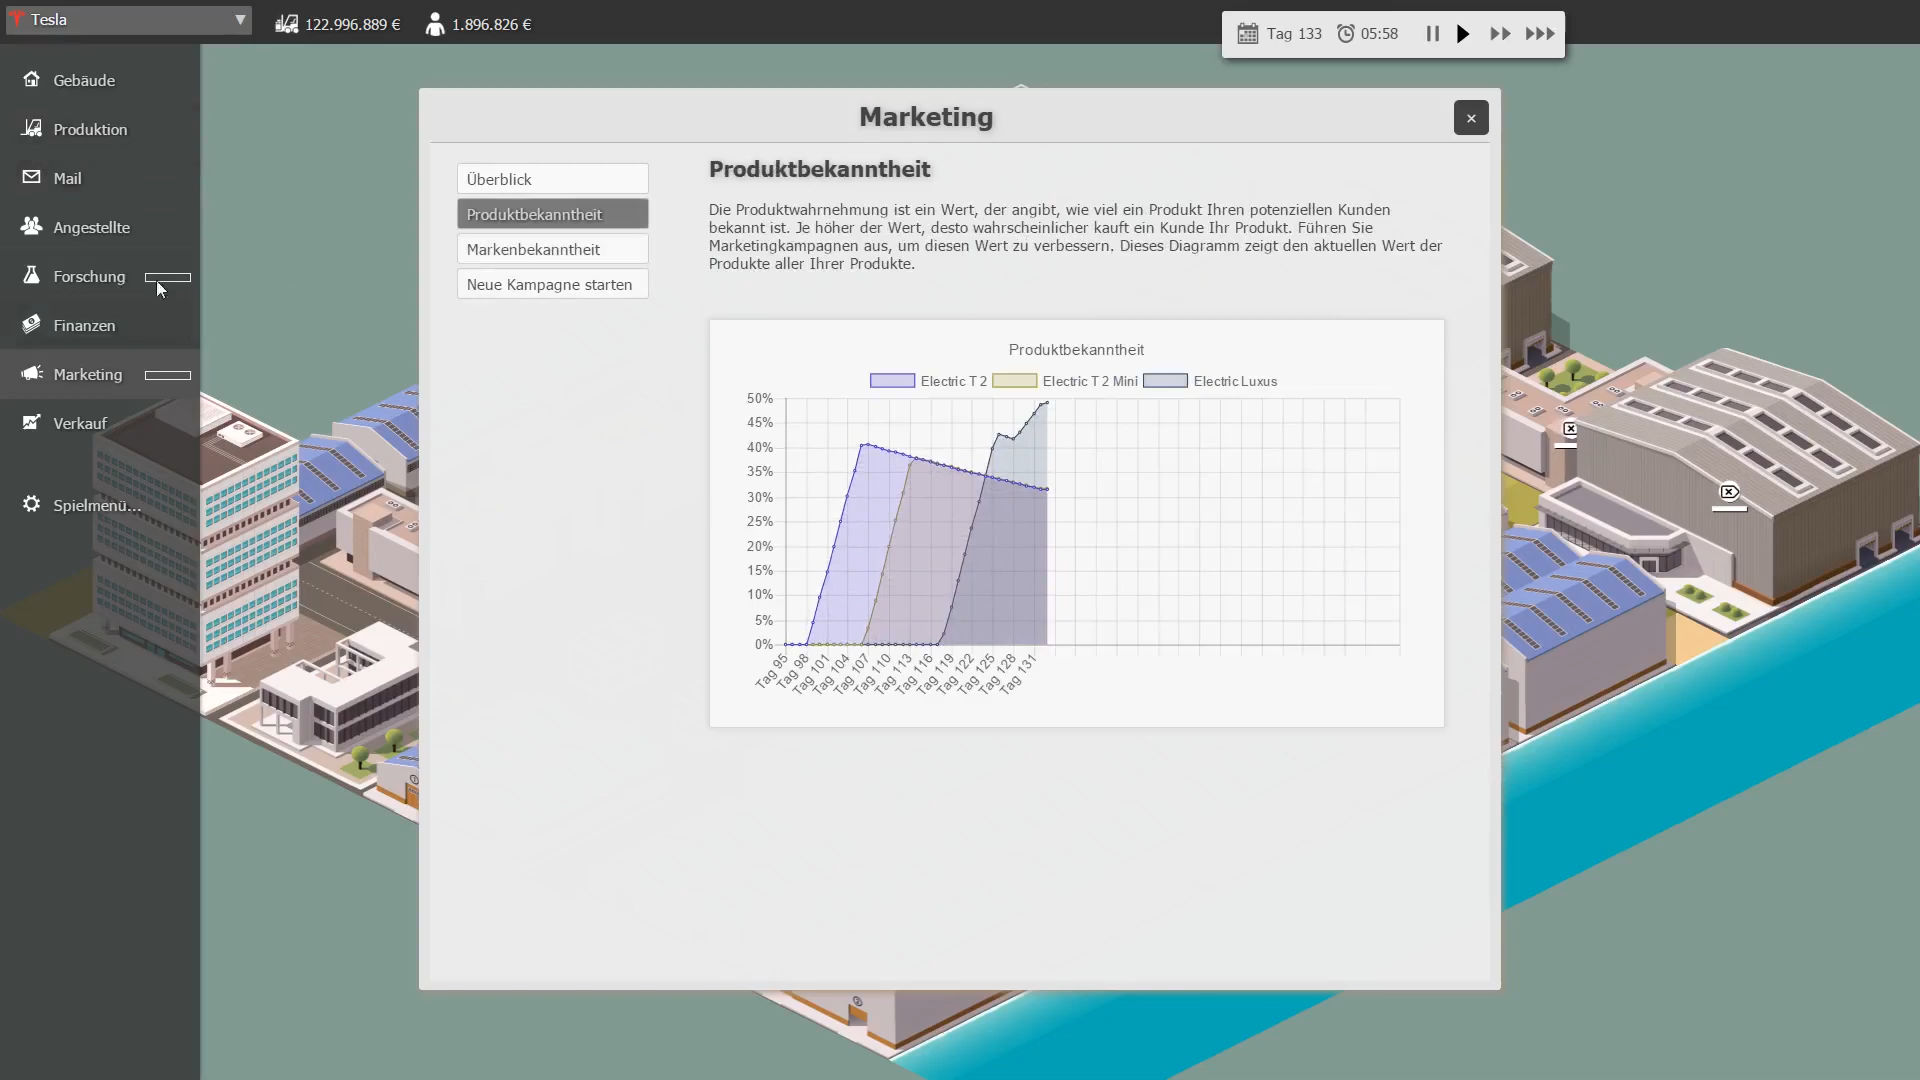 Tesla
122.996.889 €
1.896.826 €
Tag 133
05:58
Gebäude
Produktion
Mail
Angestellte
Forschung
Finanzen
Marketing
Verkauf
Spielmenü...
Marketing
×
Überblick
Produktbekanntheit
Markenbekanntheit
Neue Kampagne starten
Produktbekanntheit
Die Produktwahrnehmung ist ein Wert, der angibt, wie viel ein Produkt Ihren potenziellen Kunden
bekannt ist. Je höher der Wert, desto wahrscheinlicher kauft ein Kunde Ihr Produkt. Führen Sie
Marketingkampagnen aus, um diesen Wert zu verbessern. Dieses Diagramm zeigt den aktuellen Wert der
Produkte aller Ihrer Produkte.
Produktbekanntheit
Electric T 2
Electric T 2 Mini
Electric Luxus
50%
45%
40%
35%
30%
25%
20%
15%
10%
5%
0%
Tag 95
Tag 98
Tag 101
Tag 104
Tag 107
Tag 110
Tag 113
Tag 116
Tag 119
Tag 122
Tag 125
Tag 128
Tag 131